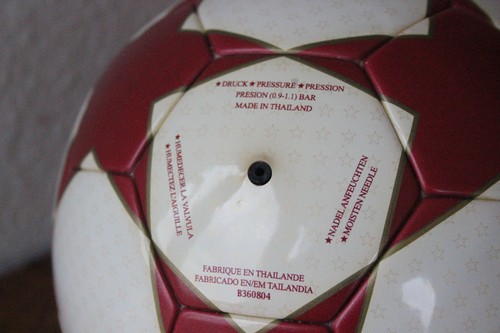 ★DRUCK ★ PRESSURE ★ PRESSION
PRESION (0.9-1.1) BAR
MADE IN THAILAND
★HUMEDECER LA VALVULA
★HUMECTEZ L'AIGUILLE
★NADEL ANFEUCHTEN
★MOISTEN NEEDLE
FABRIQUE EN THAILANDE
FABRICADO EN/EM TAILANDIA
B360804